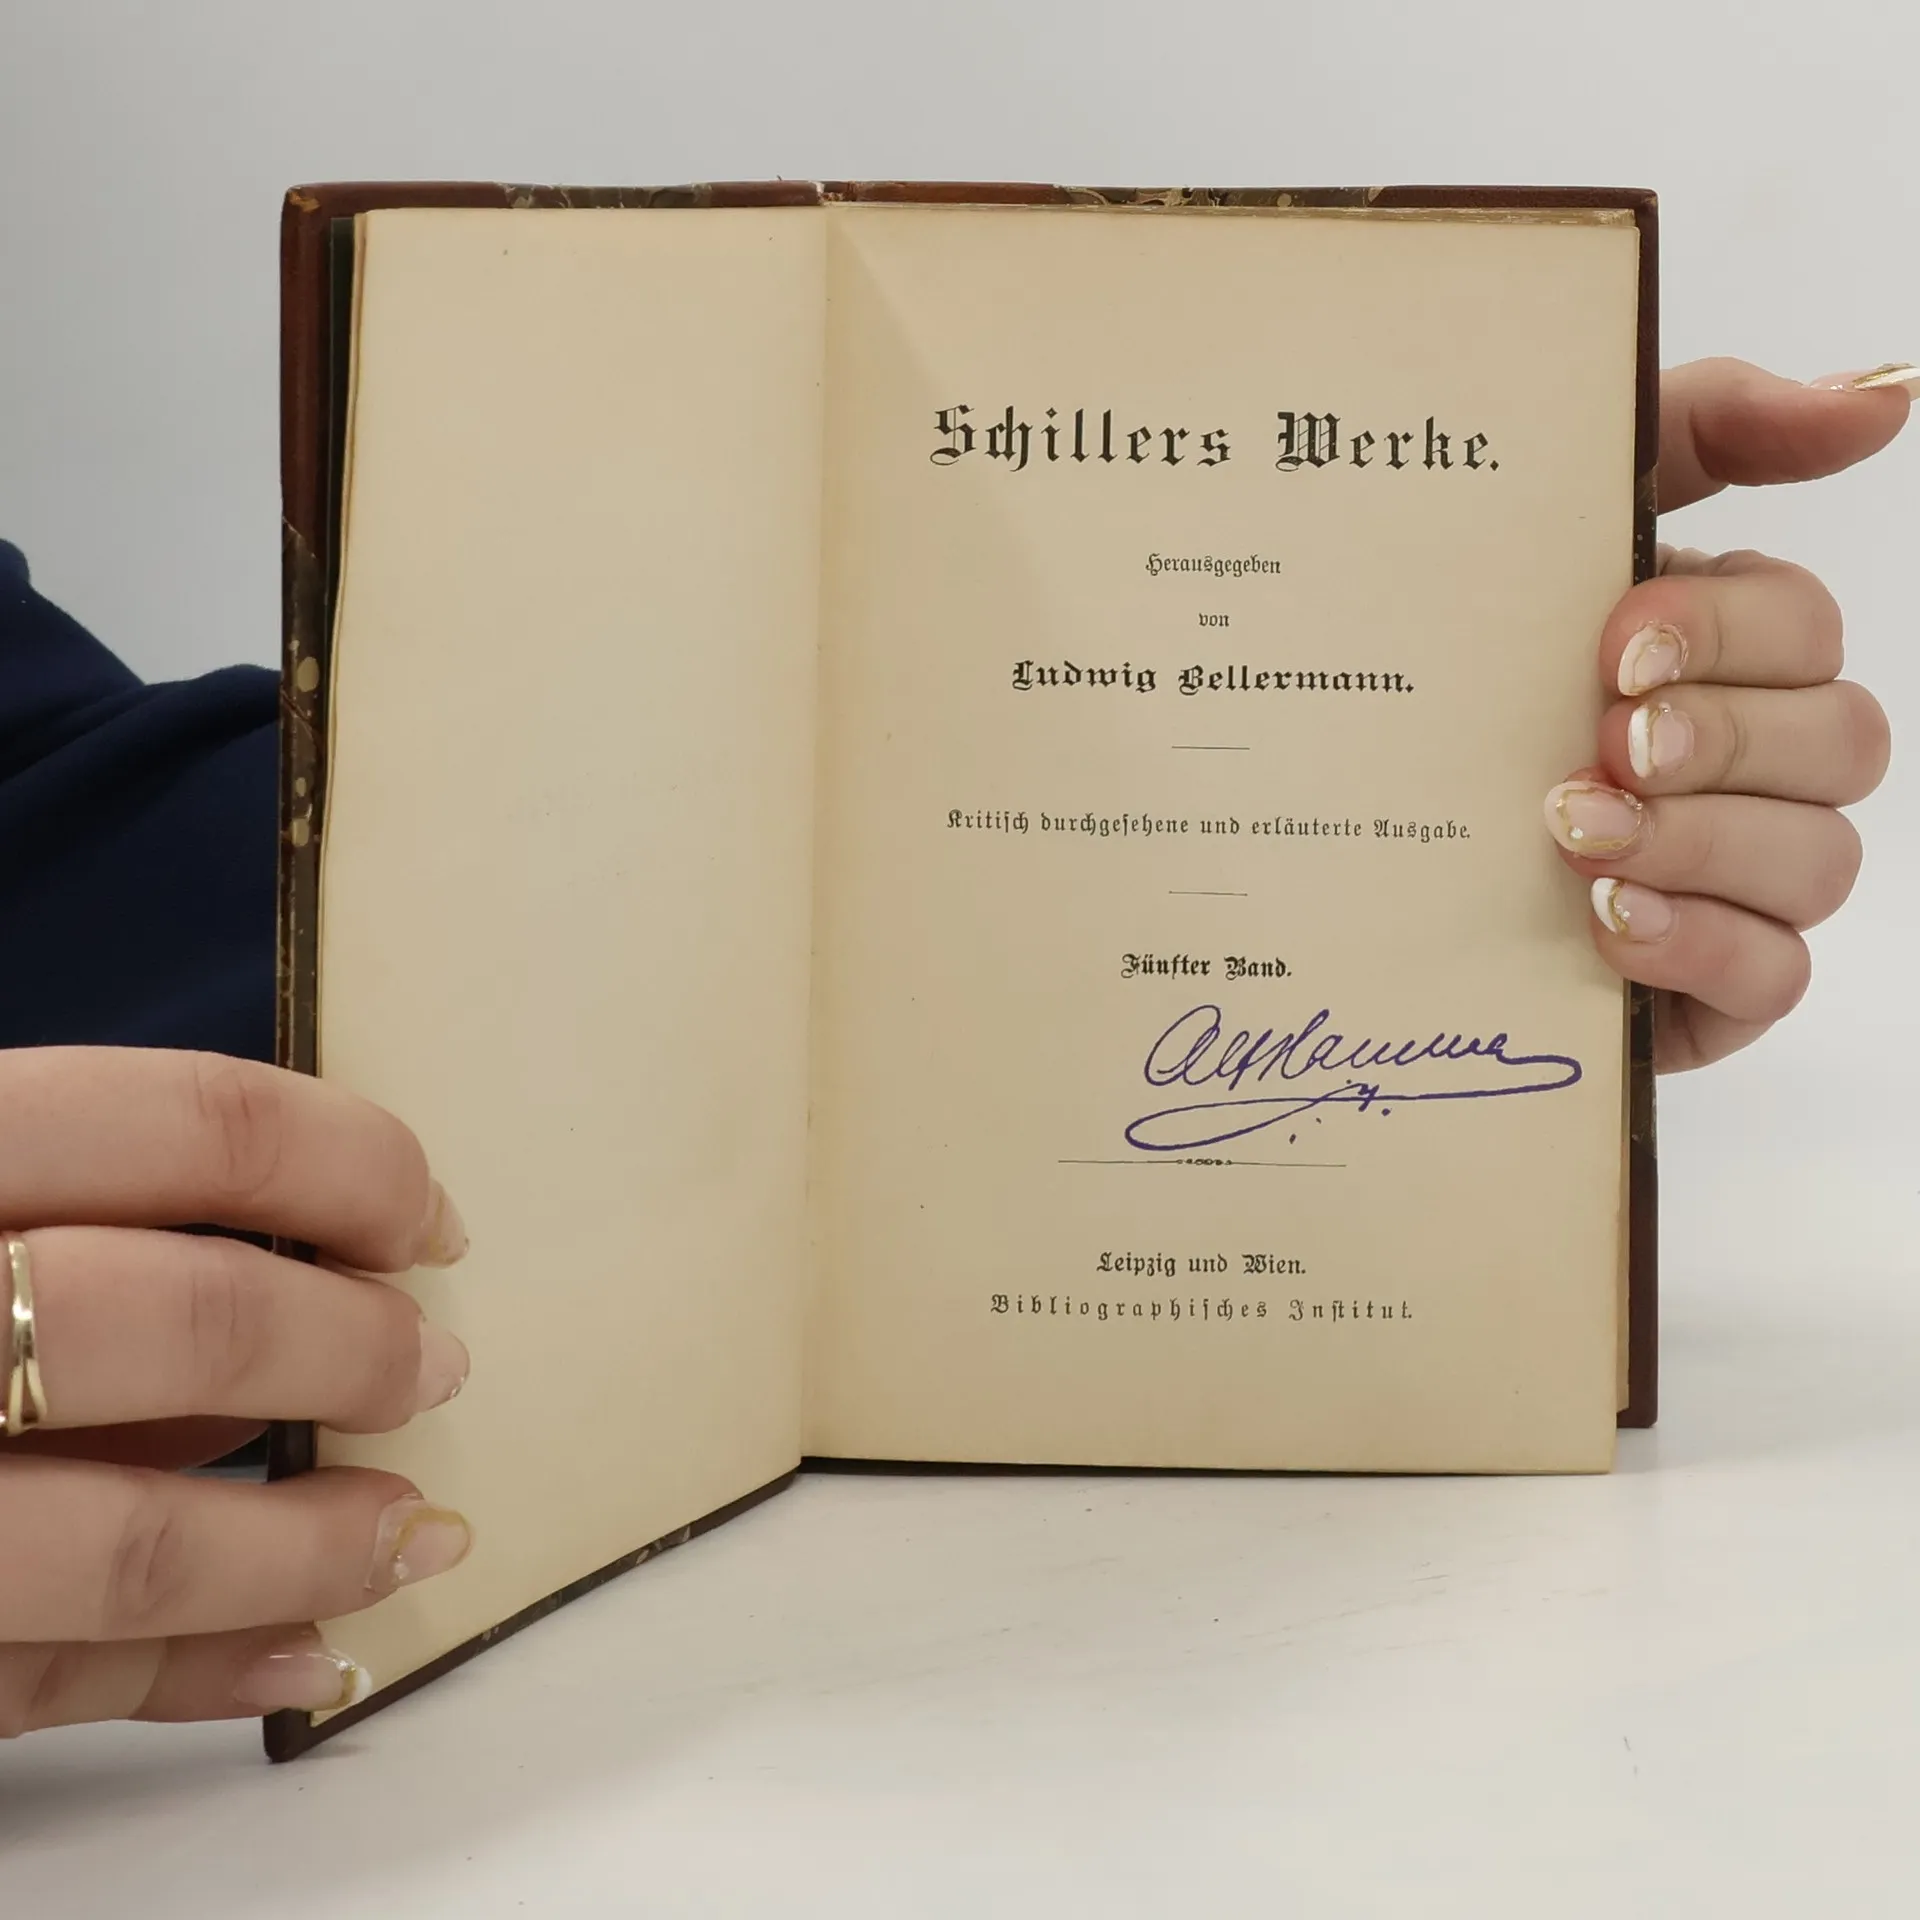 Schillers Werke.
Herausgegeben
von
Ludwig Bellermann.
Kritisch durchgesehene und erläuterte Ausgabe.
Fünfter Band.
Leipzig und Wien.
Bibliographisches Institut.